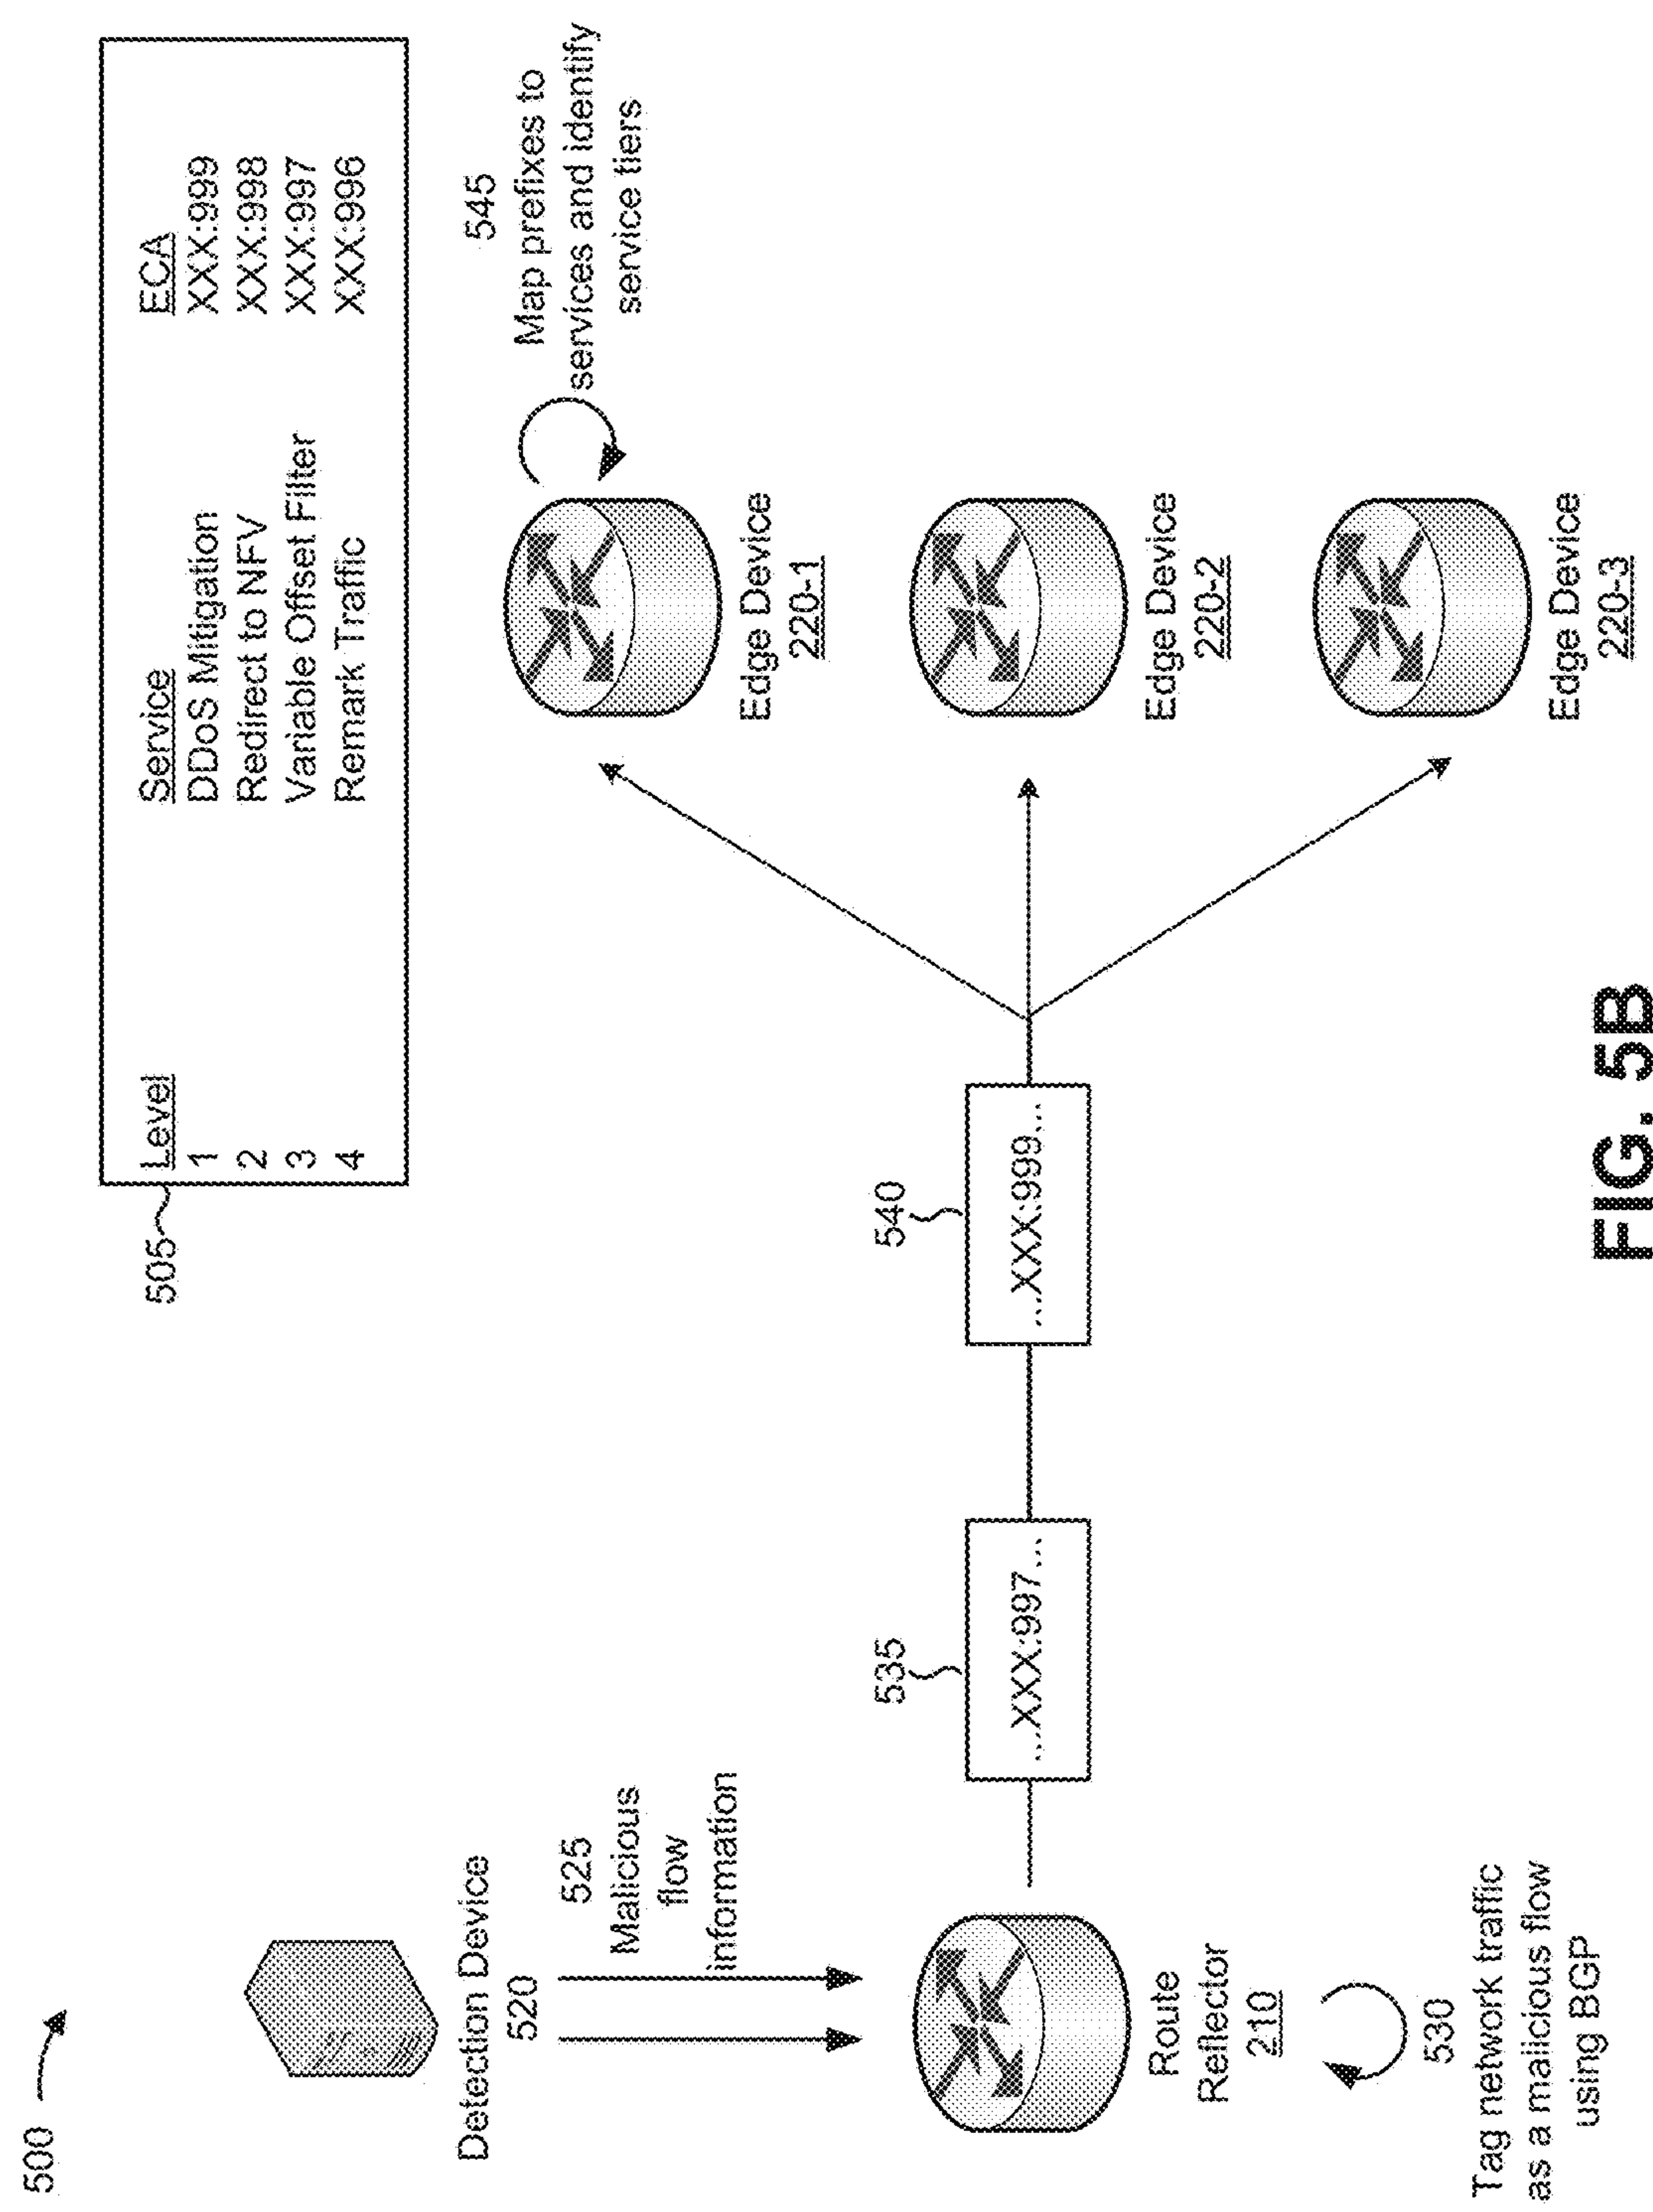 500
505
Level Service ECA
1 DDoS Mitigation XXX:999
2 Redirect to NFV XXX:998
3 Variable Offset Filter XXX:997
4 Remark Traffic XXX:996
Detection Device
520
525
Malicious
flow
information
Route
Reflector
210
530
Tag network traffic
as a malicious flow
using BGP
535
...XXX:997...
540
...XXX:999...
545
Map prefixes to
services and identify
service tiers
Edge Device
220-1
Edge Device
220-2
Edge Device
220-3
FIG. 5B